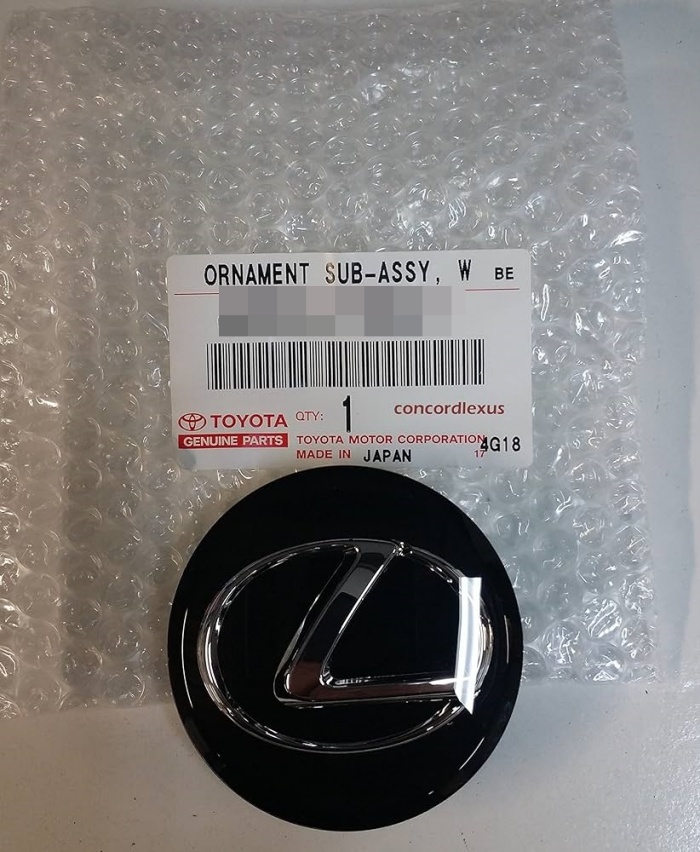 ORNAMENT SUB-ASSY, W BE
TOYOTA QTY: 1 concordlexus
GENUINE PARTS TOYOTA MOTOR CORPORATION 4G18
MADE IN JAPAN 17